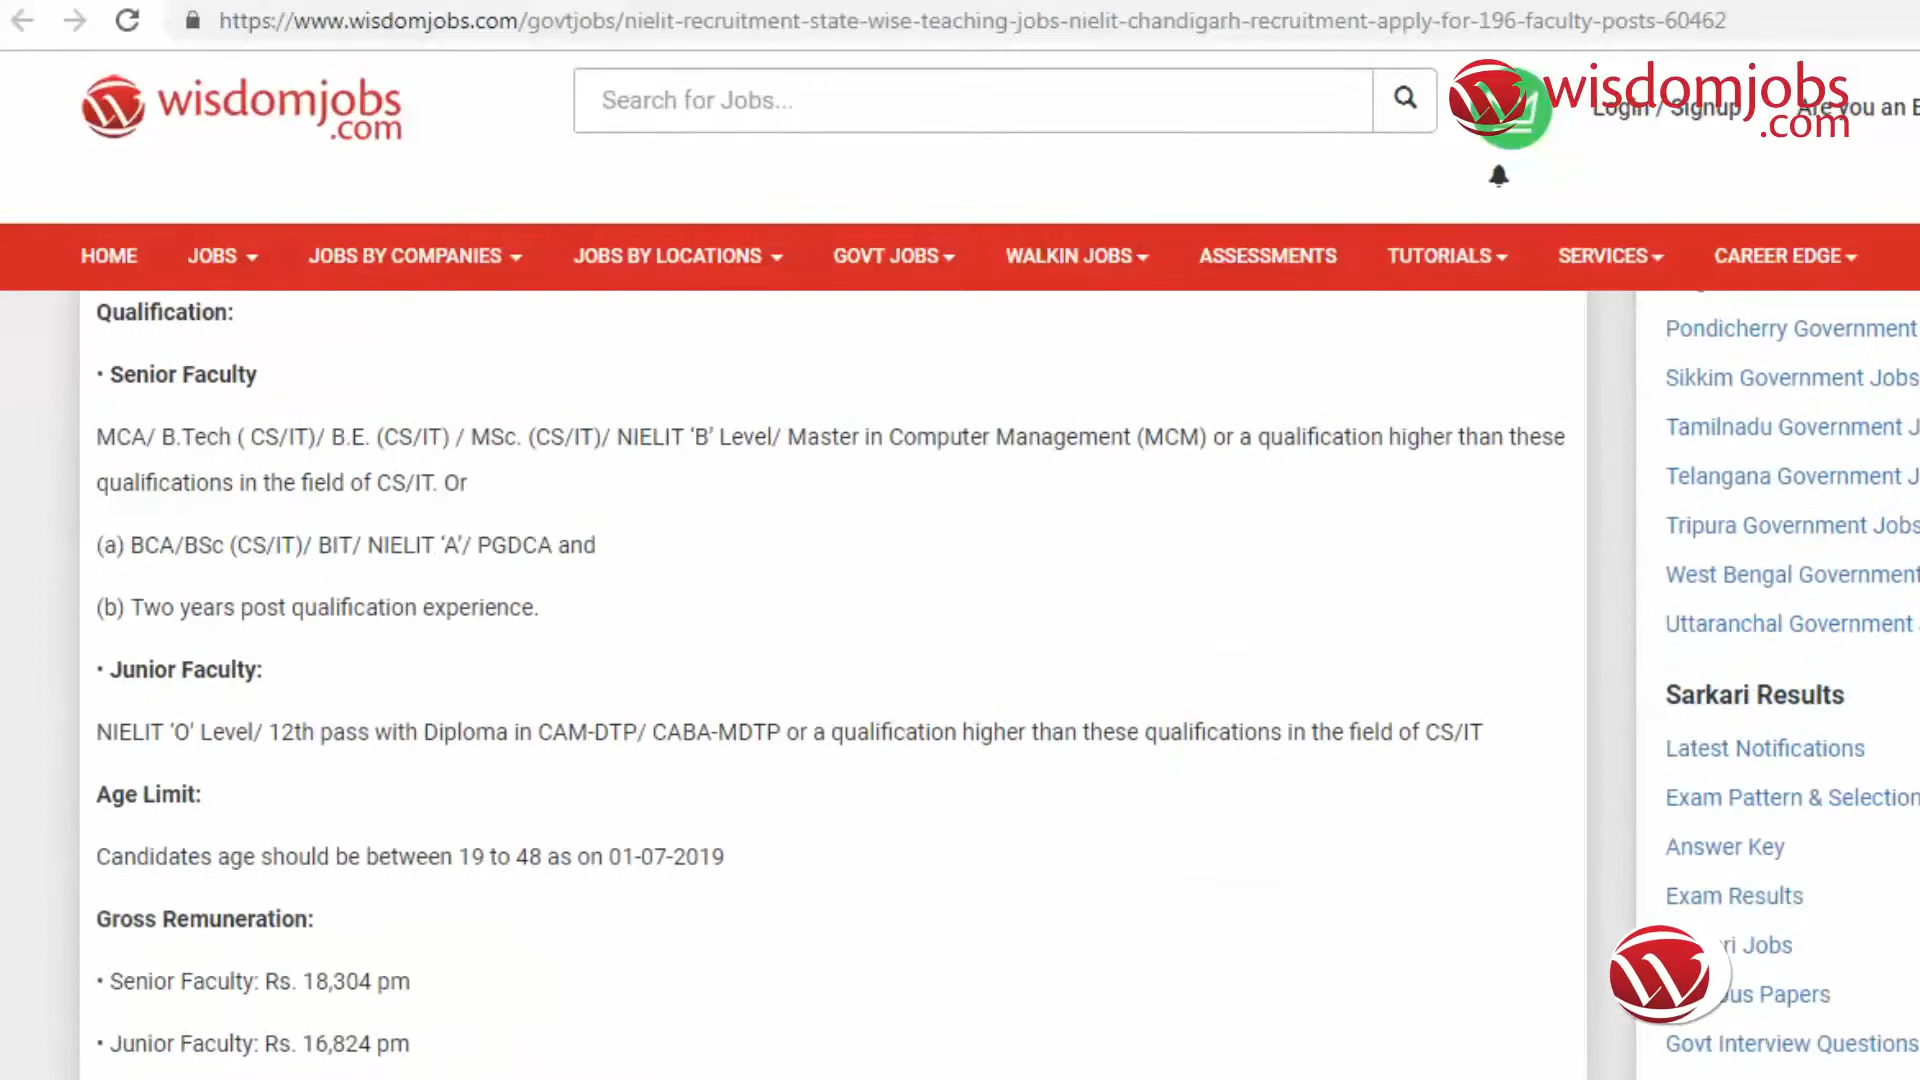 https://www.wisdomjobs.com/govtjobs/nielit-recruitment-state-wise-teaching-jobs-nielit-chandigarh-recruitment-apply-for-196-faculty-posts-60462
wisdomjobs
.com
Search for Jobs...
wisdomjobs
.com
Login / Signup
Are you an E
HOME JOBS JOBS BY COMPANIES JOBS BY LOCATIONS GOVT JOBS WALKIN JOBS ASSESSMENTS TUTORIALS SERVICES CAREER EDGE
Qualification:
• Senior Faculty
MCA/ B.Tech ( CS/IT)/ B.E. (CS/IT) / MSc. (CS/IT)/ NIELIT ‘B’ Level/ Master in Computer Management (MCM) or a qualification higher than these
qualifications in the field of CS/IT. Or
(a) BCA/BSc (CS/IT)/ BIT/ NIELIT ‘A’/ PGDCA and
(b) Two years post qualification experience.
• Junior Faculty:
NIELIT ‘O’ Level/ 12th pass with Diploma in CAM-DTP/ CABA-MDTP or a qualification higher than these qualifications in the field of CS/IT
Age Limit:
Candidates age should be between 19 to 48 as on 01-07-2019
Gross Remuneration:
• Senior Faculty: Rs. 18,304 pm
• Junior Faculty: Rs. 16,824 pm
Pondicherry Government
Sikkim Government Jobs
Tamilnadu Government J
Telangana Government J
Tripura Government Jobs
West Bengal Government
Uttaranchal Government
Sarkari Results
Latest Notifications
Exam Pattern & Selection
Answer Key
Exam Results
ri Jobs
us Papers
Govt Interview Questions